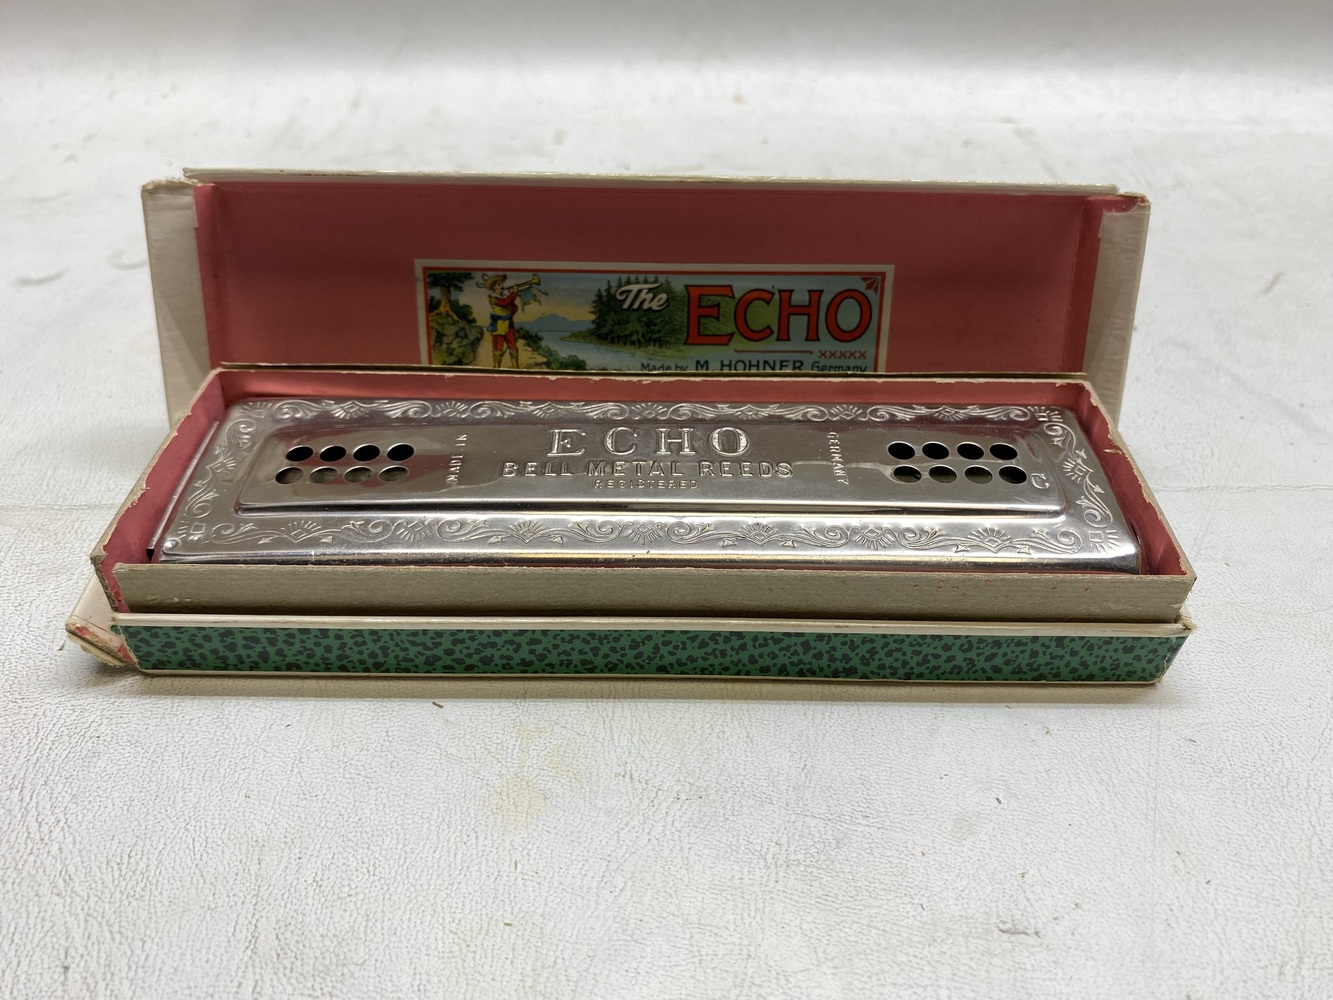 The ECHO
xxxxx
Made by M. HOHNER Germany
MADE IN
ECHO
GERMANY
BELL METAL REEDS
REGISTERED
C